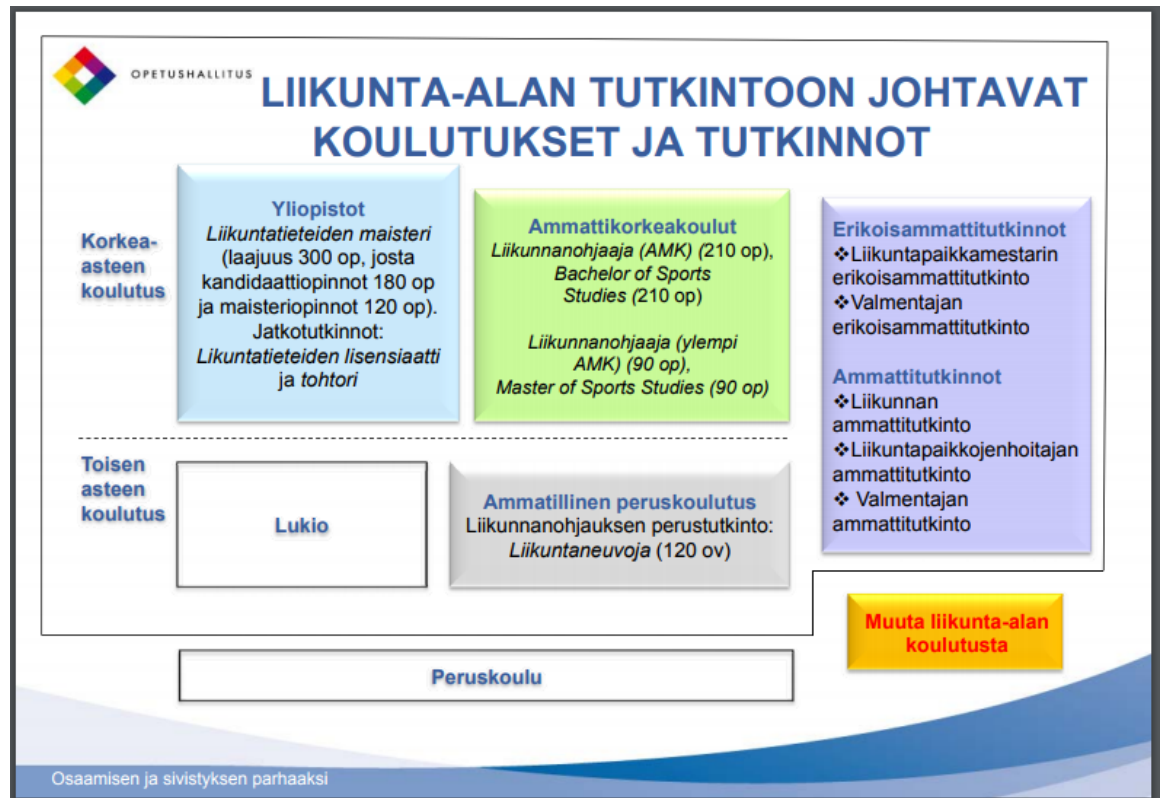 OPETUSHALLITUS
LIIKUNTA-ALAN TUTKINTOON JOHTAVAT
KOULUTUKSET JA TUTKINNOT
Korkea-
asteen
koulutus
Yliopistot
Liikuntatieteiden maisteri
(laajuus 300 op, josta
kandidaattiopinnot 180 op
ja maisteriopinnot 120 op).
Jatkotutkinnot:
Likuntatieteiden lisensiaatti
ja tohtori
Ammattikorkeakoulut
Liikunnanohjaaja (AMK) (210 op),
Bachelor of Sports
Studies (210 op)
Liikunnanohjaaja (ylempi
AMK) (90 op),
Master of Sports Studies (90 op)
Erikoisammattitutkinnot
❖Liikuntapaikkamestarin
erikoisammattitutkinto
❖Valmentajan
erikoisammattitutkinto
Ammattitutkinnot
❖Liikunnan
ammattitutkinto
❖Liikuntapaikkojenhoitajan
ammattitutkinto
❖ Valmentajan
ammattitutkinto
Toisen
asteen
koulutus
Lukio
Ammatillinen peruskoulutus
Liikunnanohjauksen perustutkinto:
Liikuntaneuvoja (120 ov)
Muuta liikunta-alan
koulutusta
Peruskoulu
Osaamisen ja sivistyksen parhaaksi